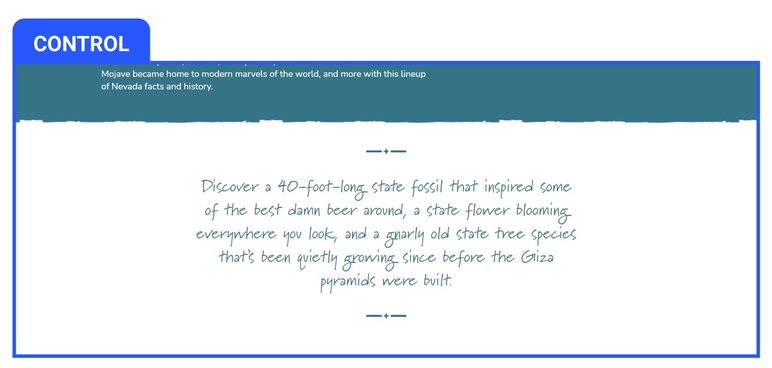 CONTROL
Mojave became home to modern marvels of the world, and more with this lineup
of Nevada facts and history.
Discover a 40-foot-long state fossil that inspired some
of the best damn beer around, a state flower blooming
everywhere you look, and a gnarly old state tree species
that's been quietly growing since before the Giza
pyramids were built.